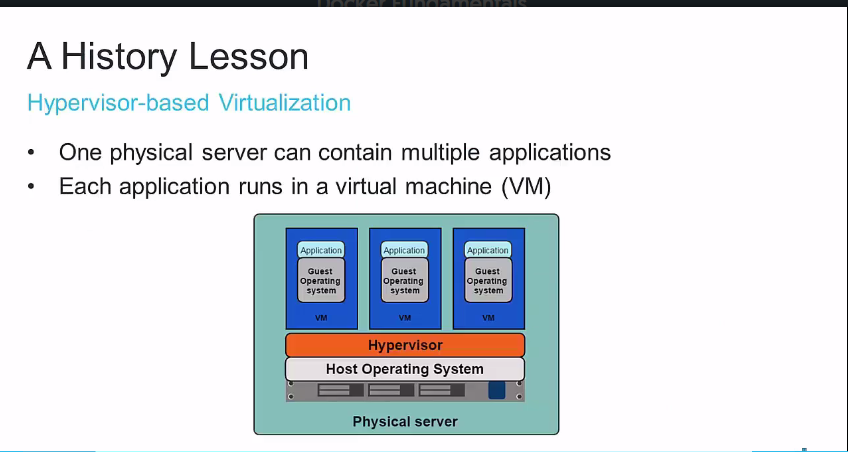 Docker Fundamentals
A History Lesson
Hypervisor-based Virtualization
• One physical server can contain multiple applications
• Each application runs in a virtual machine (VM)
Application Application Application
Guest Guest Guest
Operating Operating Operating
system system system
VM VM VM
Hypervisor
Host Operating System
Physical server